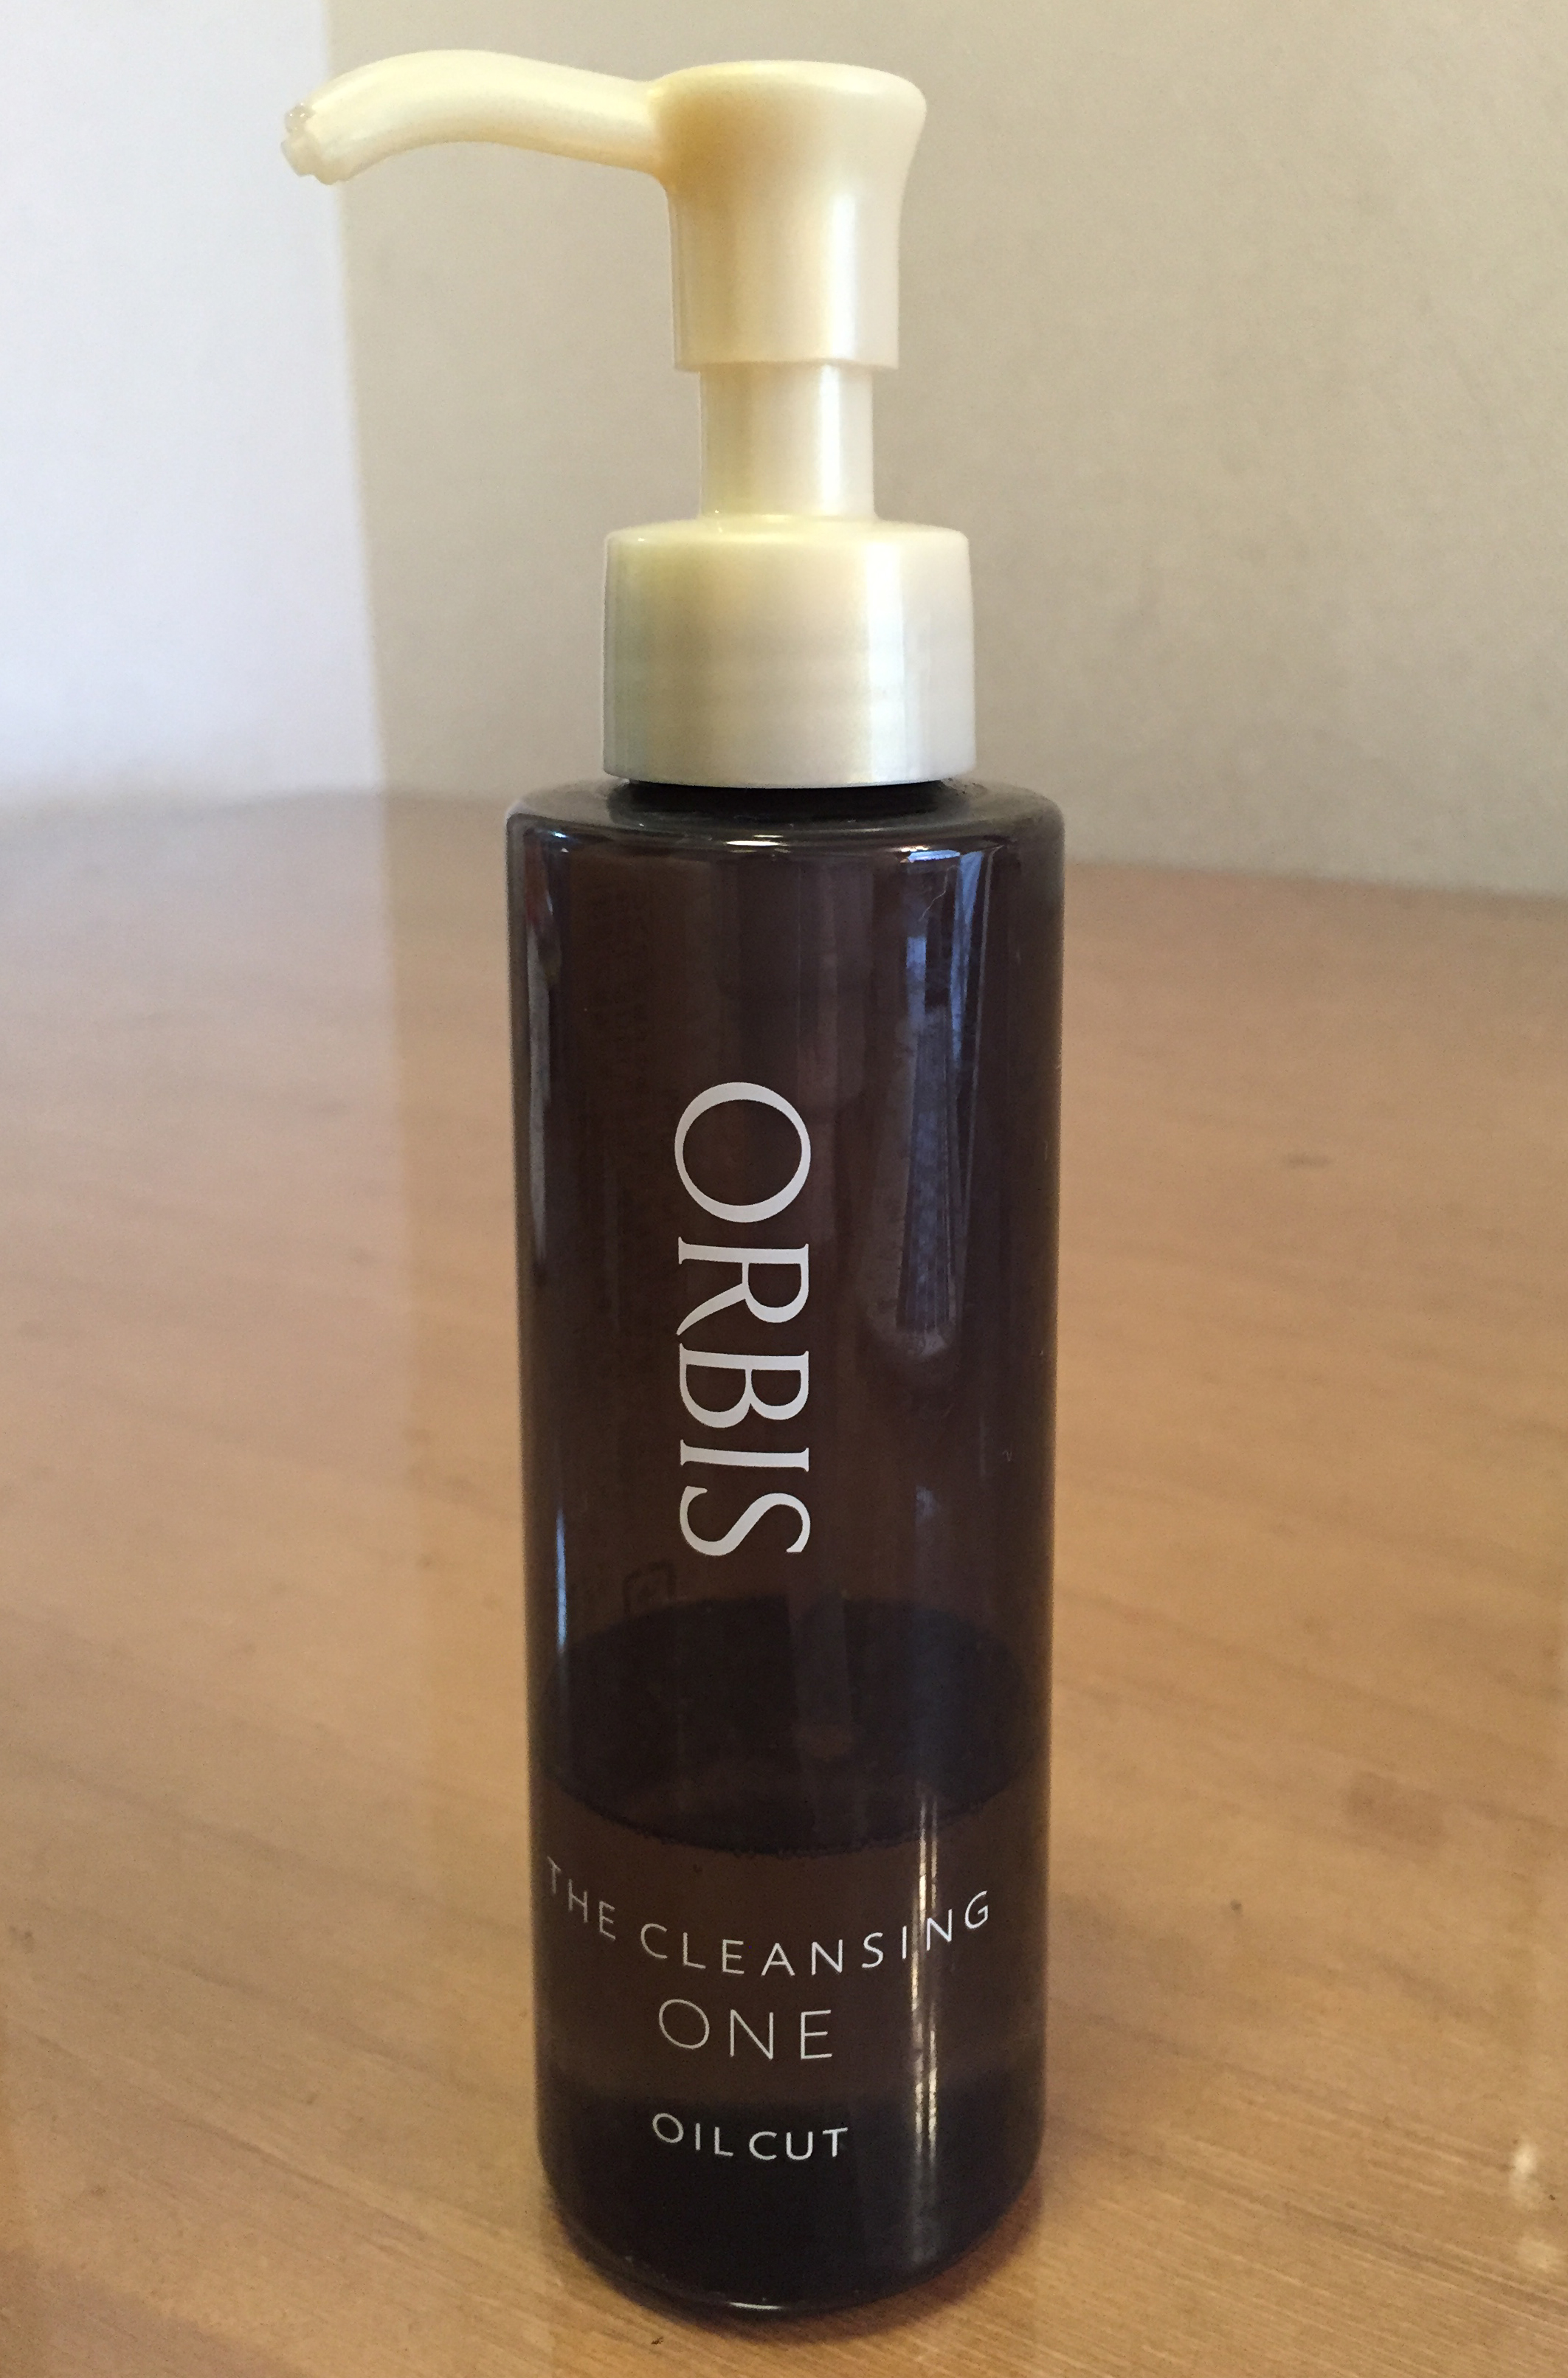 ORBIS
THE CLEANSING
ONE
OIL CUT